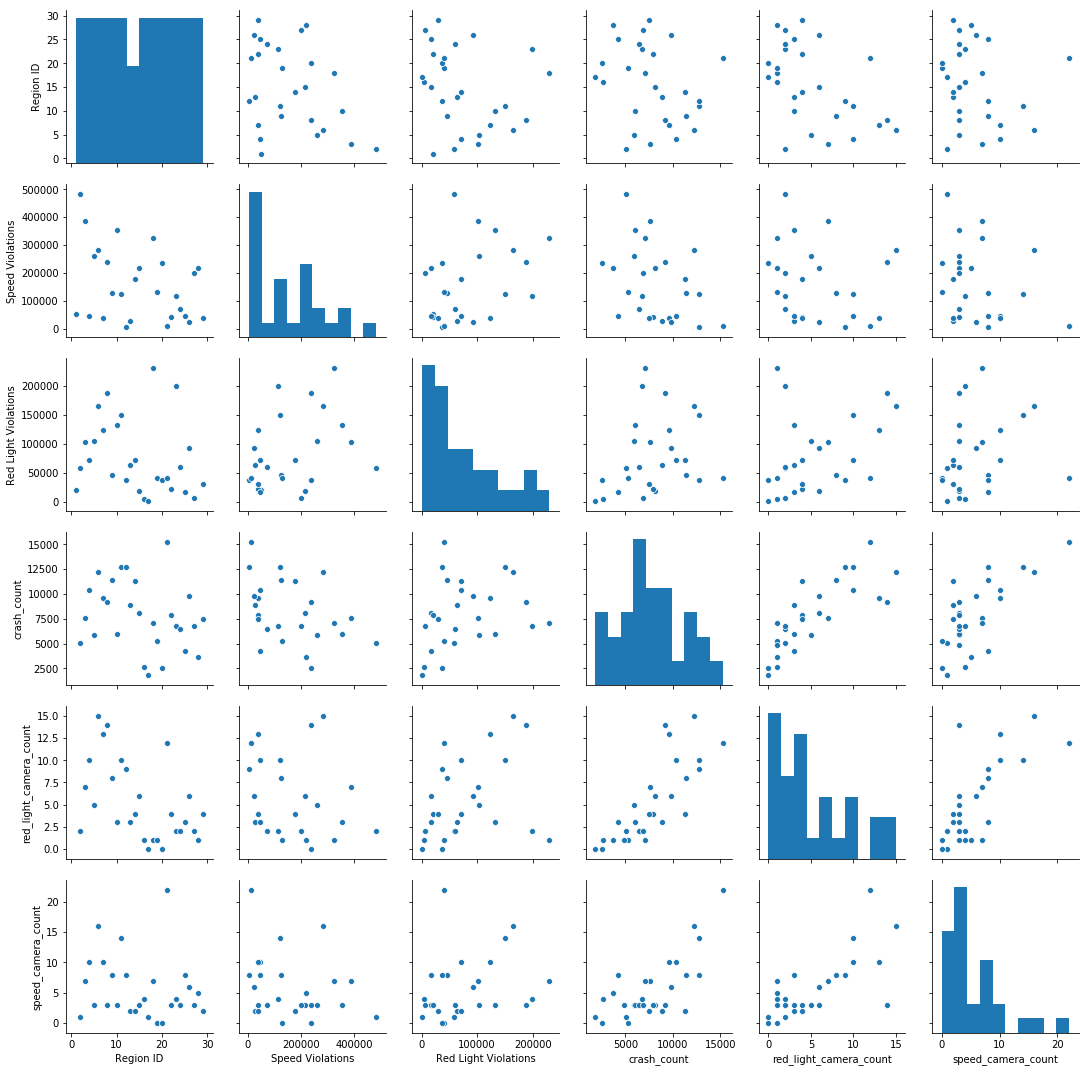 30
25
20
15
10
5
0
Region ID
500000
400000
300000
200000
100000
0
Speed Violations
200000
150000
100000
50000
0
Red Light Violations
15000
12500
10000
7500
5000
2500
crash_count
15.0
12.5
10.0
7.5
5.0
2.5
0.0
red_light_camera_count
20
15
10
5
0
speed_camera_count
0 10 20 30
0 200000 400000
0 100000 200000
5000 10000 15000
0 5 10 15
0 10 20
Region ID
Speed Violations
Red Light Violations
crash_count
red_light_camera_count
speed_camera_count